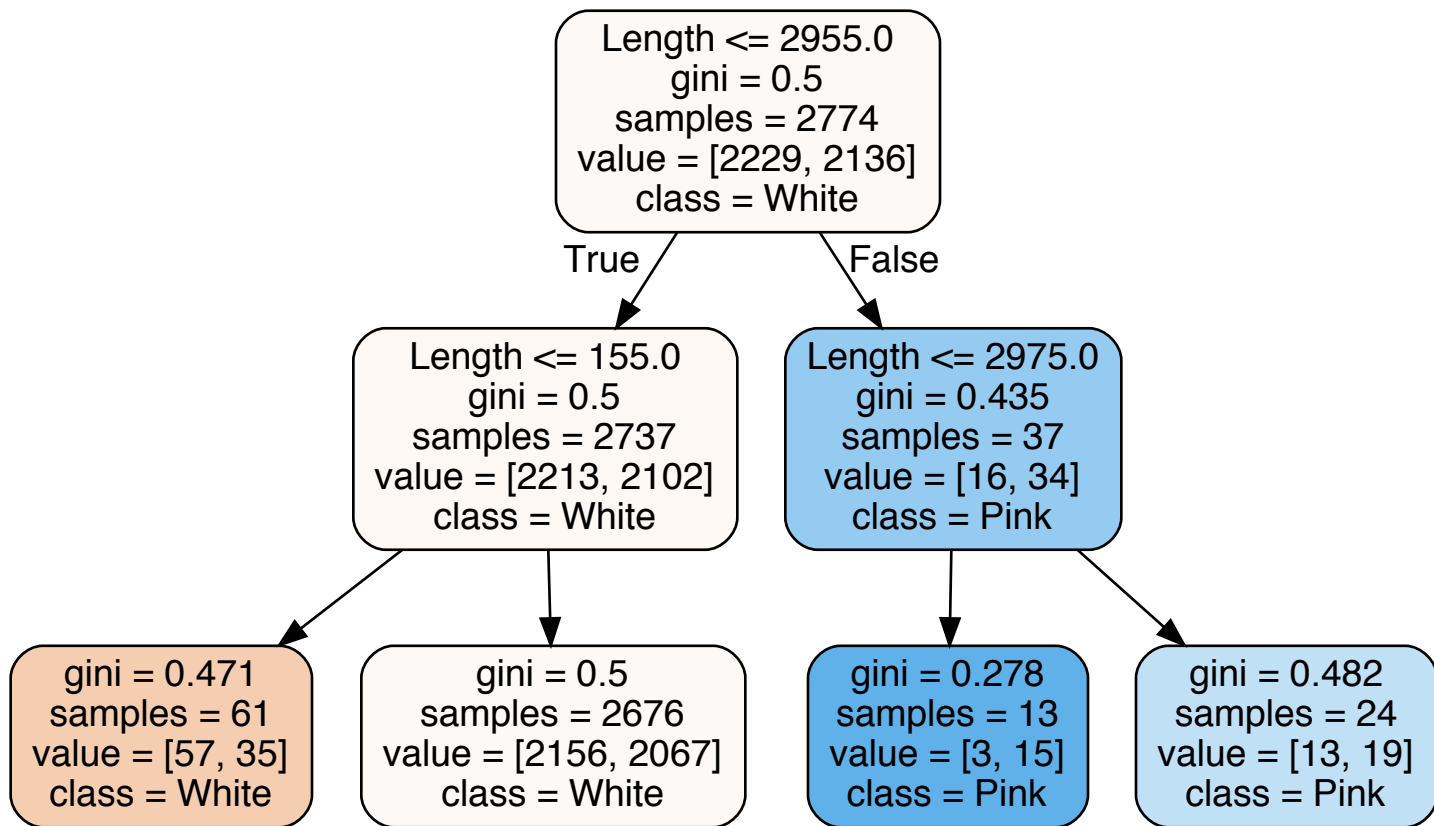 Length <= 2955.0
gini = 0.5
samples = 2774
value = [2229, 2136]
class = White
True
False
Length <= 155.0
gini = 0.5
samples = 2737
value = [2213, 2102]
class = White
Length <= 2975.0
gini = 0.435
samples = 37
value = [16, 34]
class = Pink
gini = 0.471
samples = 61
value = [57, 35]
class = White
gini = 0.5
samples = 2676
value = [2156, 2067]
class = White
gini = 0.278
samples = 13
value = [3, 15]
class = Pink
gini = 0.482
samples = 24
value = [13, 19]
class = Pink